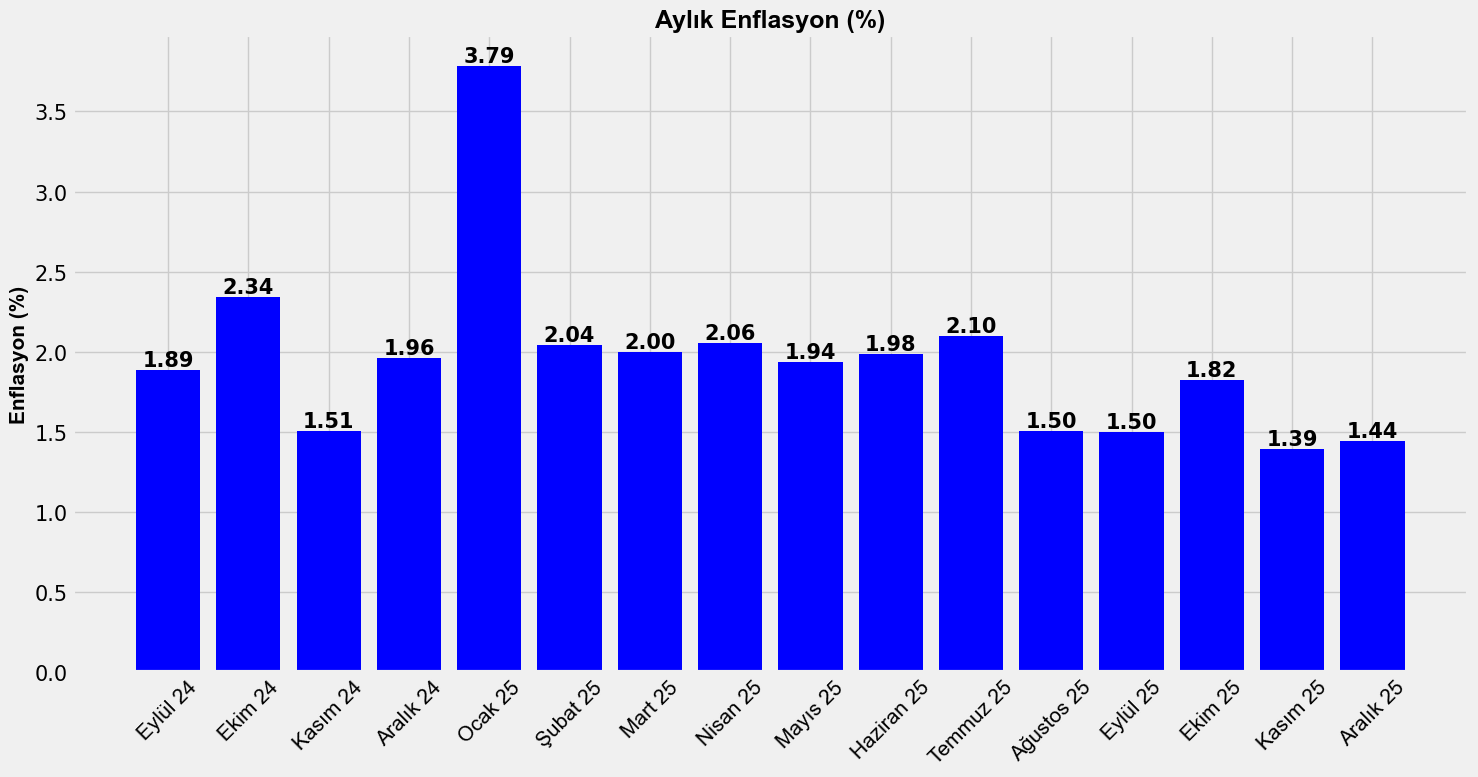 Aylık Enflasyon (%)
Enflasyon (%)
3.5
3.0
2.5
2.0
1.5
1.0
0.5
0.0
1.89
2.34
1.51
1.96
3.79
2.04
2.00
2.06
1.94
1.98
2.10
1.50
1.50
1.82
1.39
1.44
Eylül 24
Ekim 24
Kasım 24
Aralık 24
Ocak 25
Şubat 25
Mart 25
Nisan 25
Mayıs 25
Haziran 25
Temmuz 25
Ağustos 25
Eylül 25
Ekim 25
Kasım 25
Aralık 25